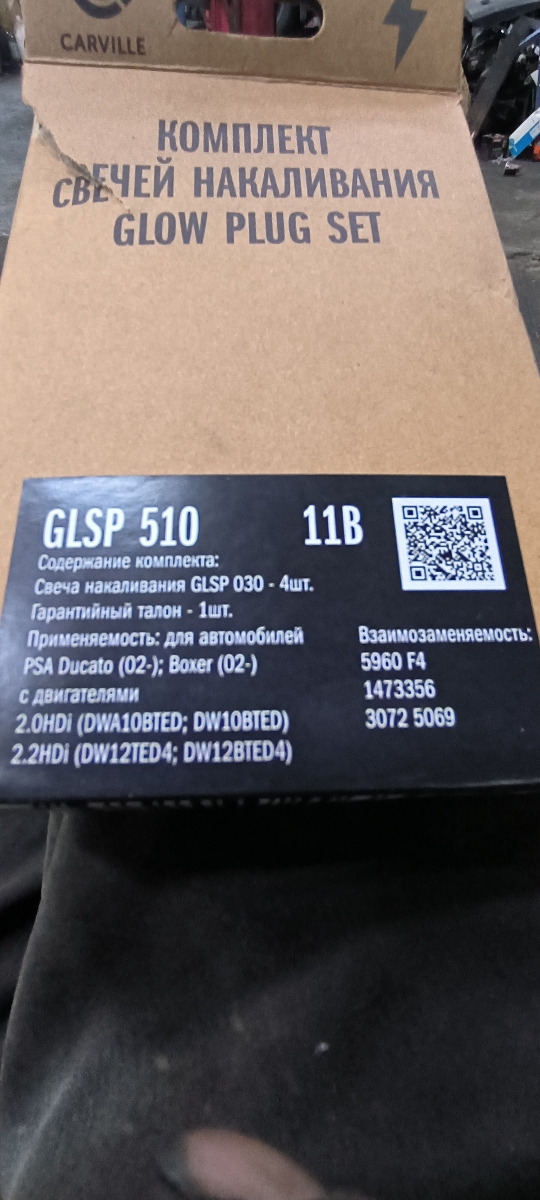 CARVILLE
КОМПЛЕКТ
СВЕЧЕЙ НАКАЛИВАНИЯ
GLOW PLUG SET
GLSP 510 11В
Содержание комплекта:
Свеча накаливания GLSP 030 - 4шт.
Гарантийный талон - 1шт.
Применяемость: для автомобилей
PSA Ducato (02-); Boxer (02-)
с двигателями
2.0HDi (DWA10BTED; DW10BTED)
2.2HDi (DW12TED4; DW12BTED4)
Взаимозаменяемость:
5960 F4
1473356
3072 5069